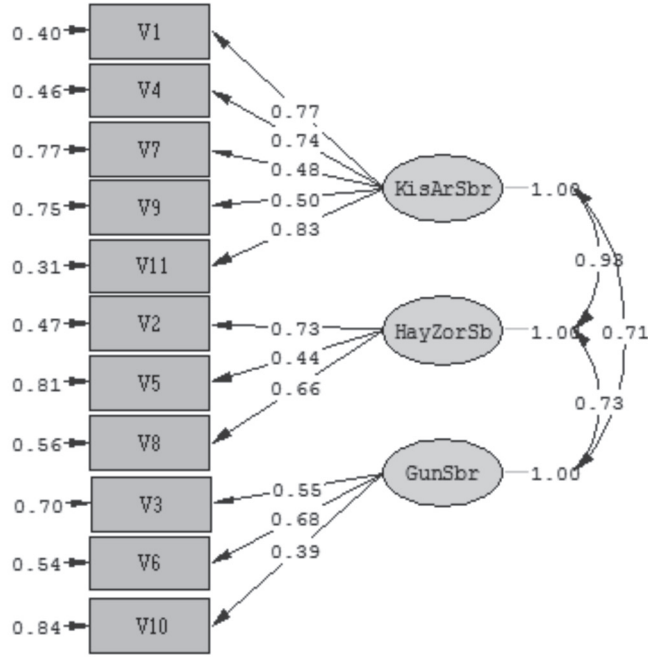 0.40 V1
0.46 V4
0.77
0.77 V7
0.74
0.48
0.75 V9
0.50
KisArSbr 1.00
0.83
0.31 V11
0.93
0.47 V2
0.73
HayZorSb 1.00 0.71
0.44
0.81 V5
0.66
0.73
0.56 V8
GunSbr 1.00
0.70 V3
0.55
0.68
0.54 V6
0.39
0.84 V10